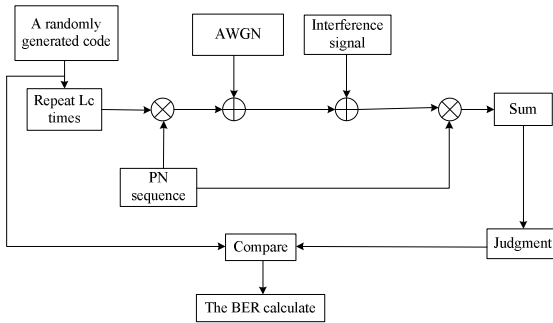 A randomly
generated code
AWGN
Interference
signal
Repeat Lc
times
Sum
PN
sequence
Compare
Judgment
The BER calculate